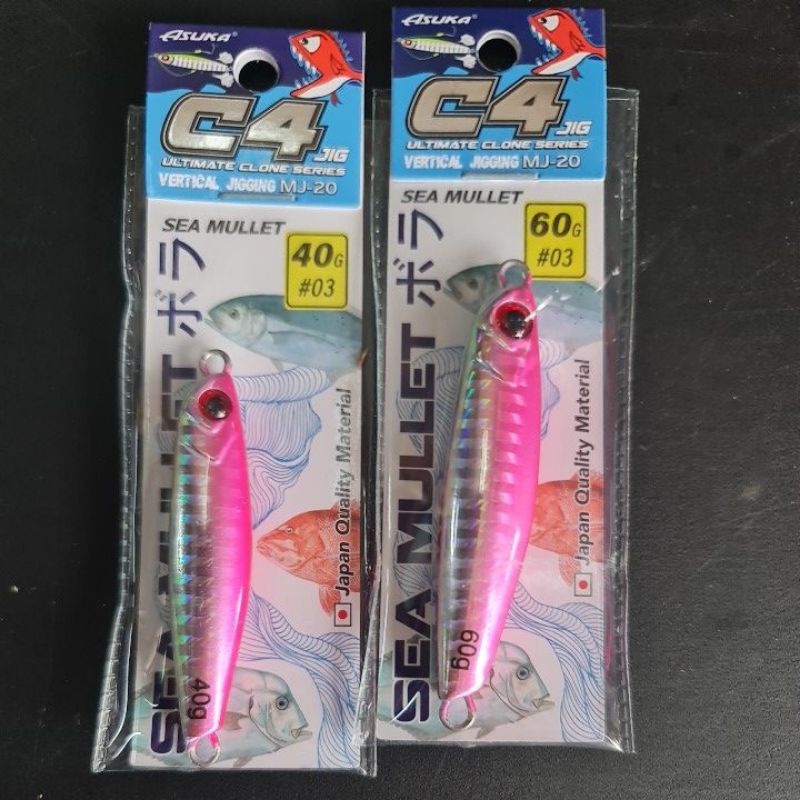 ASUKA®
C4
JIG
ULTIMATE CLONE SERIES
VERTICAL JIGGING MJ-20
SEA MULLET
40G
#03
SEA MULLET ボラ
Japan Quality Material
40g
ASUKA®
C4
JIG
ULTIMATE CLONE SERIES
VERTICAL JIGGING MJ-20
SEA MULLET
60G
#03
SEA MULLET ボラ
Japan Quality Material
60g